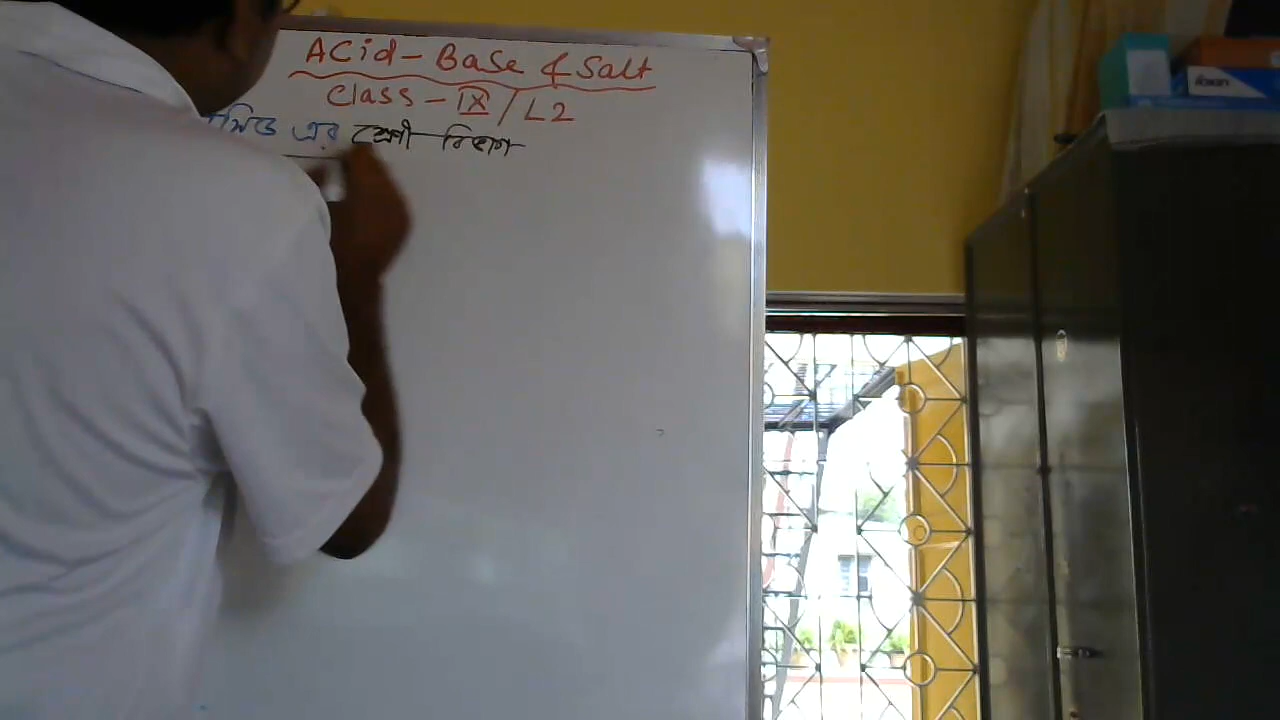 Acid-Base & Salt
Class-IX/L2
সিড এর শ্রেণী বিভাগ